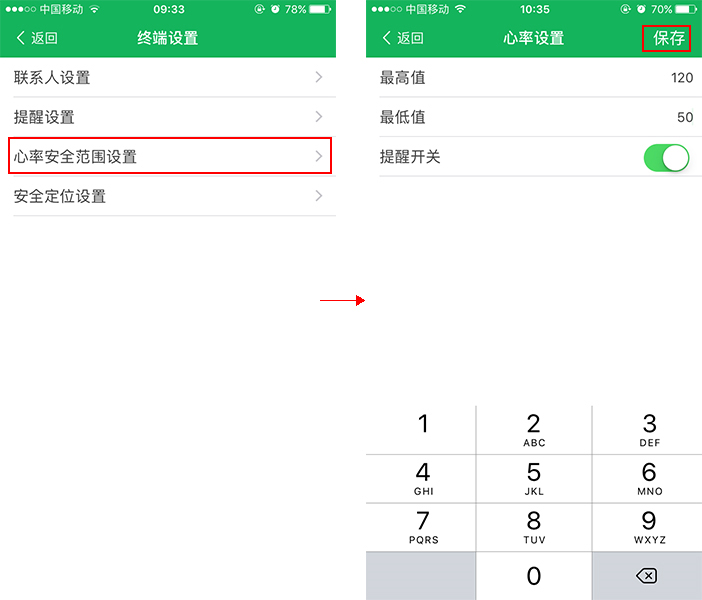 中国移动 09:33 78%
返回 终端设置
联系人设置
提醒设置
心率安全范围设置
安全定位设置
中国移动 10:35 70%
返回 心率设置 保存
最高值 120
最低值 50
提醒开关
1 2 3
ABC DEF
4 5 6
GHI JKL MNO
7 8 9
PQRS TUV WXYZ
0